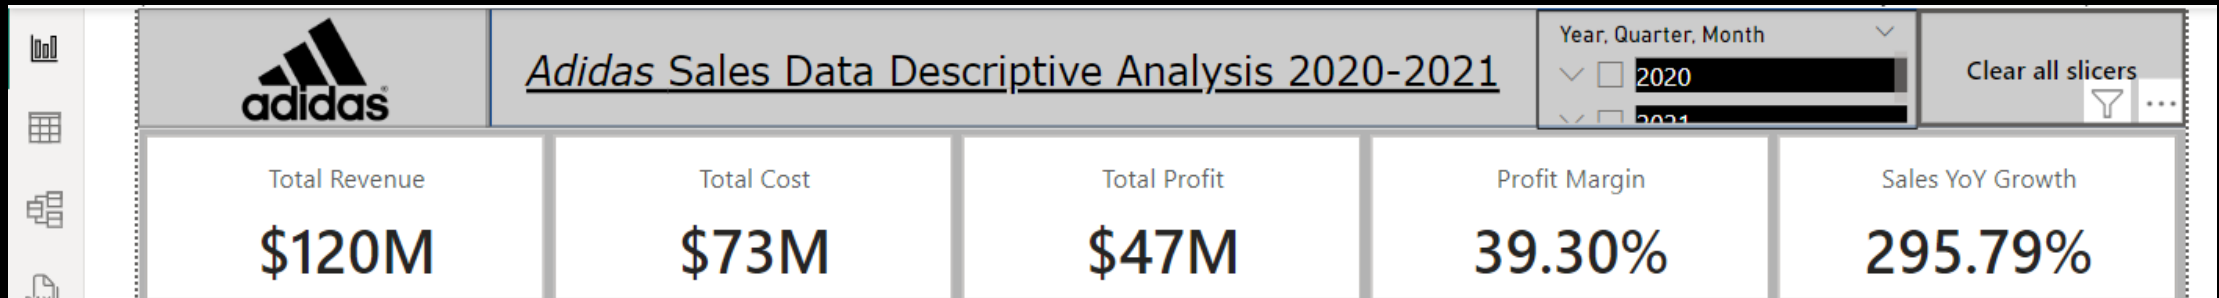 adidas
Adidas Sales Data Descriptive Analysis 2020-2021
Year, Quarter, Month
2020
2021
Clear all slicers
Total Revenue
$120M
Total Cost
$73M
Total Profit
$47M
Profit Margin
39.30%
Sales YoY Growth
295.79%